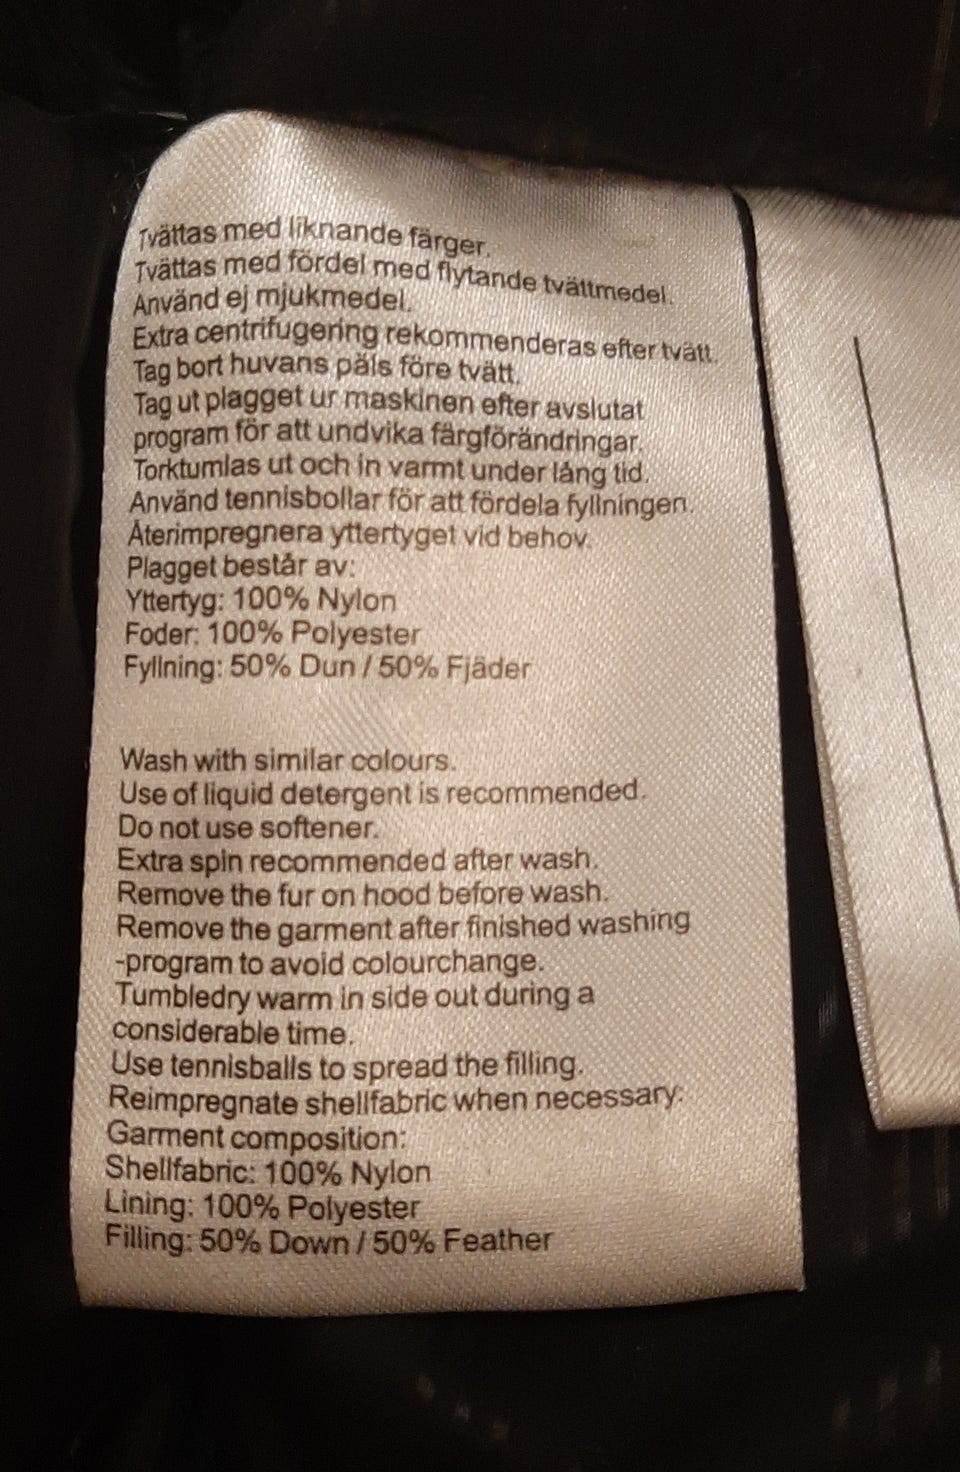 Tvättas med liknande färger.
Tvättas med fördel med flytande tvättmedel.
Använd ej mjukmedel.
Extra centrifugering rekommenderas efter tvätt.
Tag bort huvans päls före tvätt.
Tag ut plagget ur maskinen efter avslutat
program för att undvika färgförändringar.
Torktumlas ut och in varmt under lång tid.
Använd tennisbollar för att fördela fyllningen.
Återimpregnera yttertyget vid behov.
Plagget består av:
Yttertyg: 100% Nylon
Foder: 100% Polyester
Fyllning: 50% Dun / 50% Fjäder
Wash with similar colours.
Use of liquid detergent is recommended.
Do not use softener.
Extra spin recommended after wash.
Remove the fur on hood before wash.
Remove the garment after finished washing
-program to avoid colourchange.
Tumbledry warm in side out during a
considerable time.
Use tennisballs to spread the filling.
Reimpregnate shellfabric when necessary:
Garment composition:
Shellfabric: 100% Nylon
Lining: 100% Polyester
Filling: 50% Down / 50% Feather